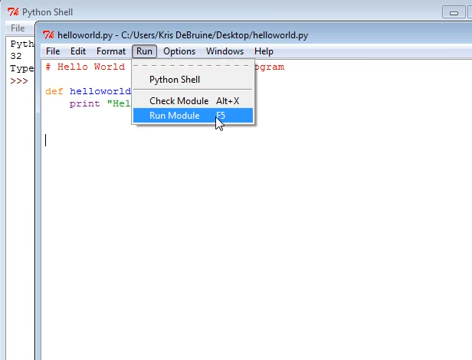 Python Shell
File
Pyth
32
Type
>>>
helloworld.py - C:/Users/Kris DeBruine/Desktop/helloworld.py
File Edit Format Run Options Windows Help
# Hello World ogram
Python Shell
def helloworld
Check Module Alt+X
print "Hel
Run Module F5